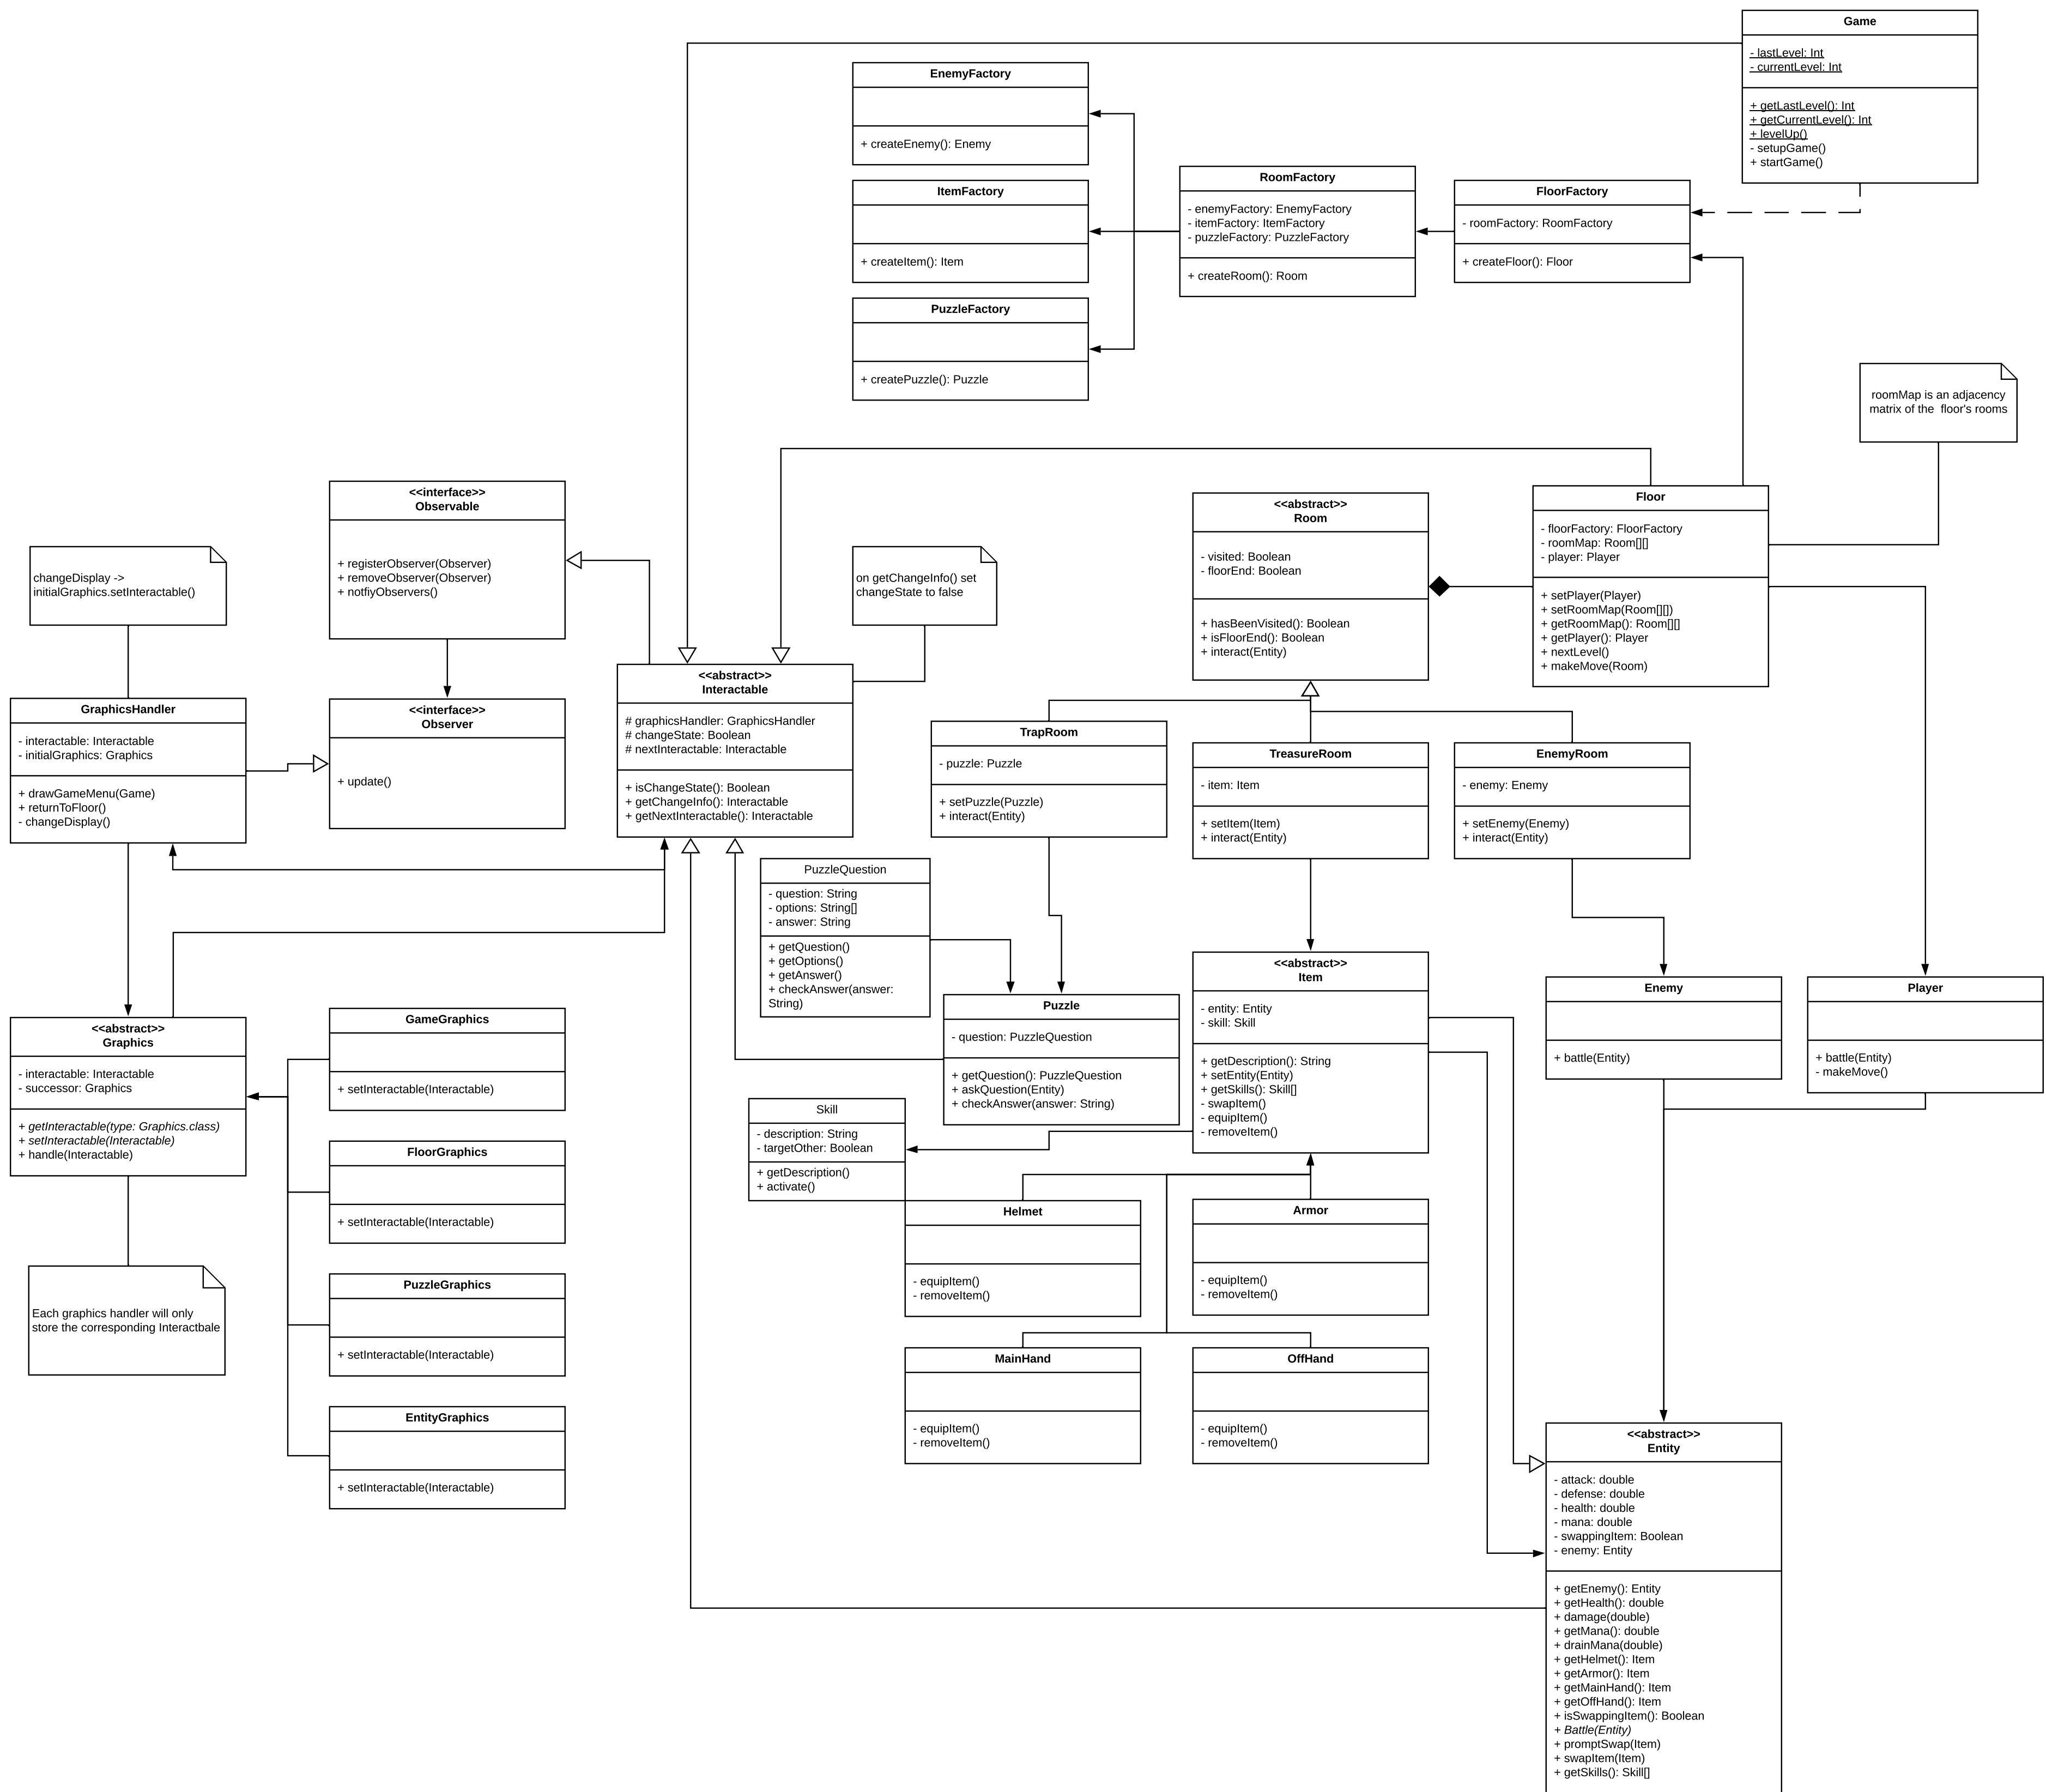 Game
- lastLevel: Int
- currentLevel: Int
+ getLastLevel(): Int
+ getCurrentLevel(): Int
+ levelUp()
- setupGame()
+ startGame()
EnemyFactory
+ createEnemy(): Enemy
ItemFactory
+ createItem(): Item
PuzzleFactory
+ createPuzzle(): Puzzle
RoomFactory
- enemyFactory: EnemyFactory
- itemFactory: ItemFactory
- puzzleFactory: PuzzleFactory
+ createRoom(): Room
FloorFactory
- roomFactory: RoomFactory
+ createFloor(): Floor
roomMap is an adjacency
matrix of the  floor's rooms
<<interface>>
Observable
+ registerObserver(Observer)
+ removeObserver(Observer)
+ notfiyObservers()
changeDisplay ->
initialGraphics.setInteractable()
on getChangeInfo() set
changeState to false
<<abstract>>
Room
- visited: Boolean
- floorEnd: Boolean
+ hasBeenVisited(): Boolean
+ isFloorEnd(): Boolean
+ interact(Entity)
Floor
- floorFactory: FloorFactory
- roomMap: Room[][]
- player: Player
+ setPlayer(Player)
+ setRoomMap(Room[][])
+ getRoomMap(): Room[][]
+ getPlayer(): Player
+ nextLevel()
+ makeMove(Room)
GraphicsHandler
- interactable: Interactable
- initialGraphics: Graphics
+ drawGameMenu(Game)
+ returnToFloor()
- changeDisplay()
<<interface>>
Observer
+ update()
<<abstract>>
Interactable
# graphicsHandler: GraphicsHandler
# changeState: Boolean
# nextInteractable: Interactable
+ isChangeState(): Boolean
+ getChangeInfo(): Interactable
+ getNextInteractable(): Interactable
TrapRoom
- puzzle: Puzzle
+ setPuzzle(Puzzle)
+ interact(Entity)
TreasureRoom
- item: Item
+ setItem(Item)
+ interact(Entity)
EnemyRoom
- enemy: Enemy
+ setEnemy(Enemy)
+ interact(Entity)
PuzzleQuestion
- question: String
- options: String[]
- answer: String
+ getQuestion()
+ getOptions()
+ getAnswer()
+ checkAnswer(answer:
String)
Puzzle
- question: PuzzleQuestion
+ getQuestion(): PuzzleQuestion
+ askQuestion(Entity)
+ checkAnswer(answer: String)
<<abstract>>
Item
- entity: Entity
- skill: Skill
+ getDescription(): String
+ setEntity(Entity)
+ getSkills(): Skill[]
- swapItem()
- equipItem()
- removeItem()
Enemy
+ battle(Entity)
Player
+ battle(Entity)
- makeMove()
<<abstract>>
Graphics
- interactable: Interactable
- successor: Graphics
+ getInteractable(type: Graphics.class)
+ setInteractable(Interactable)
+ handle(Interactable)
GameGraphics
+ setInteractable(Interactable)
FloorGraphics
+ setInteractable(Interactable)
PuzzleGraphics
+ setInteractable(Interactable)
EntityGraphics
+ setInteractable(Interactable)
Each graphics handler will only
store the corresponding Interactbale
Skill
- description: String
- targetOther: Boolean
+ getDescription()
+ activate()
Helmet
- equipItem()
- removeItem()
Armor
- equipItem()
- removeItem()
MainHand
- equipItem()
- removeItem()
OffHand
- equipItem()
- removeItem()
<<abstract>>
Entity
- attack: double
- defense: double
- health: double
- mana: double
- swappingItem: Boolean
- enemy: Entity
+ getEnemy(): Entity
+ getHealth(): double
+ damage(double)
+ getMana(): double
+ drainMana(double)
+ getHelmet(): Item
+ getArmor(): Item
+ getMainHand(): Item
+ getOffHand(): Item
+ isSwappingItem(): Boolean
+ Battle(Entity)
+ promptSwap(Item)
+ swapItem(Item)
+ getSkills(): Skill[]